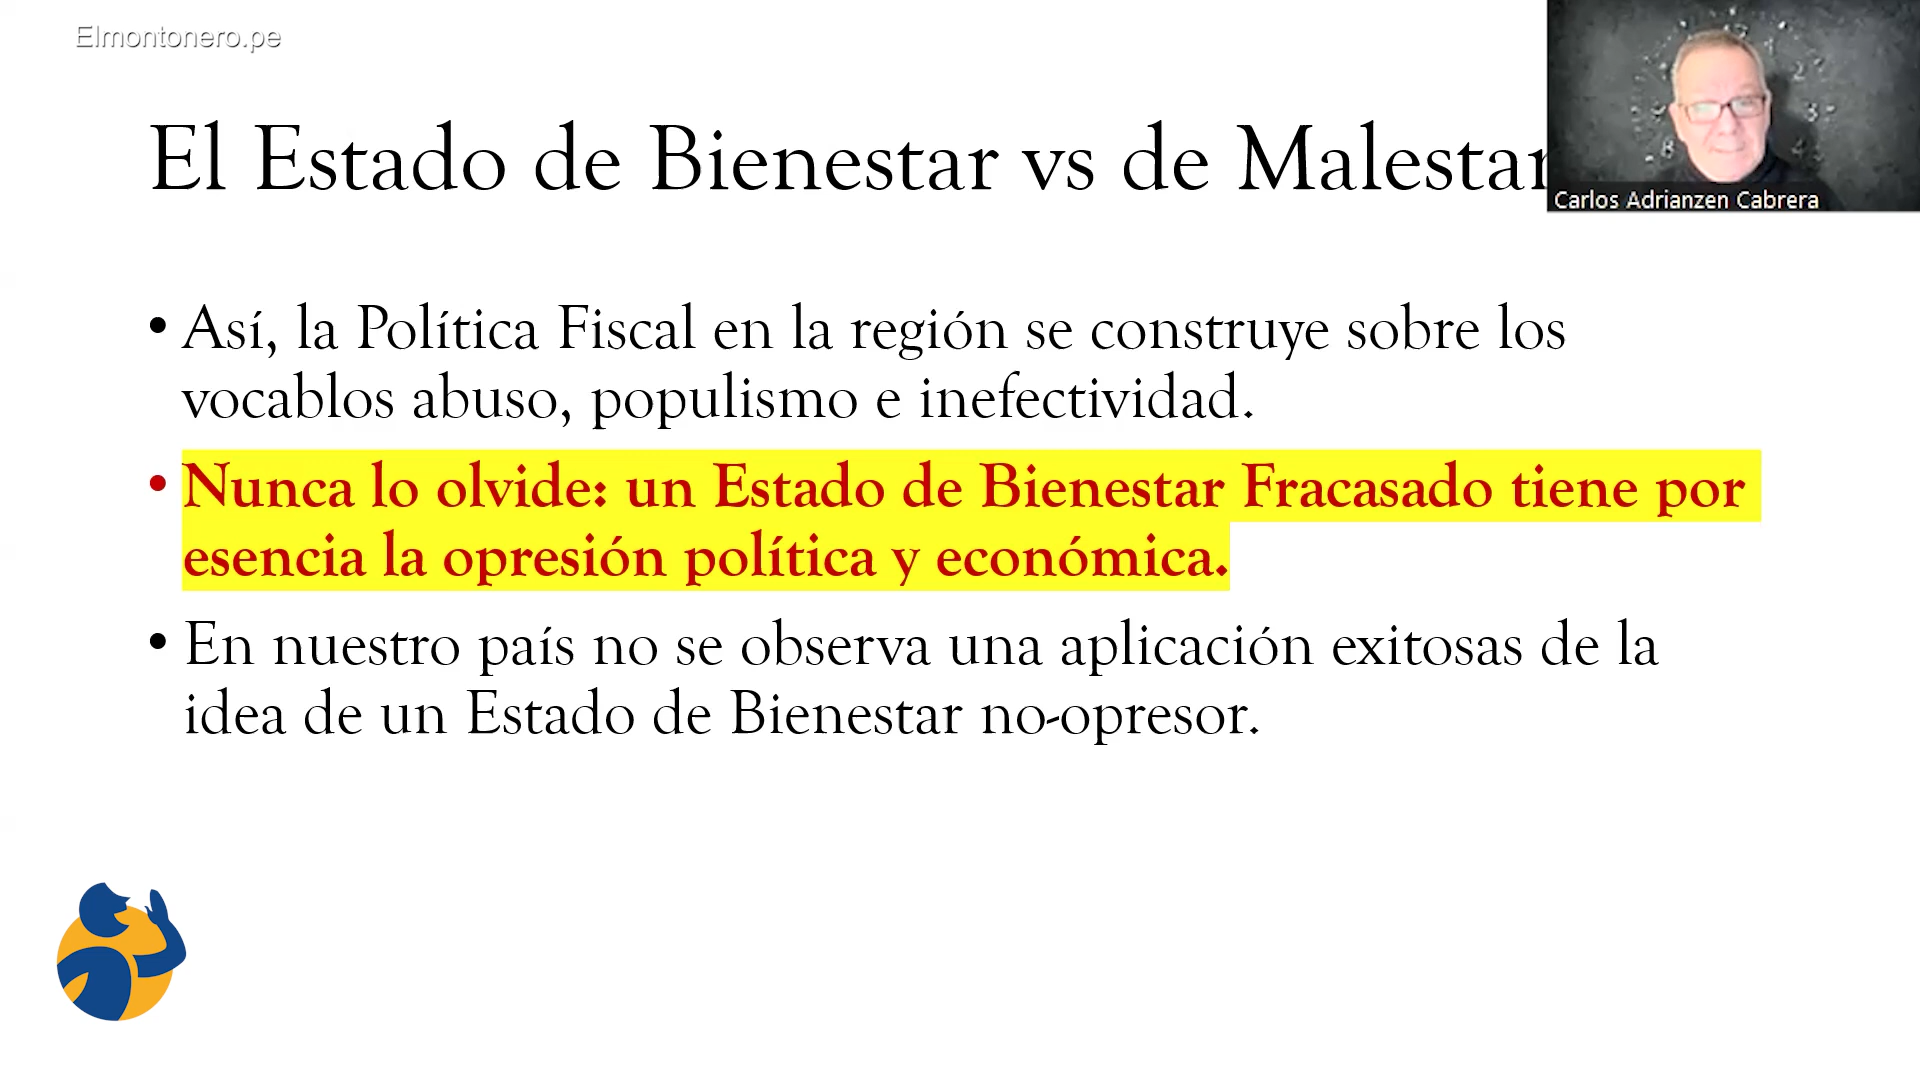 Elmontonero.pe
El Estado de Bienestar vs de Malestar
Carlos Adrianzen Cabrera
• Así, la Política Fiscal en la región se construye sobre los
vocablos abuso, populismo e inefectividad.
• Nunca lo olvide: un Estado de Bienestar Fracasado tiene por
esencia la opresión política y económica.
• En nuestro país no se observa una aplicación exitosas de la
idea de un Estado de Bienestar no-opresor.